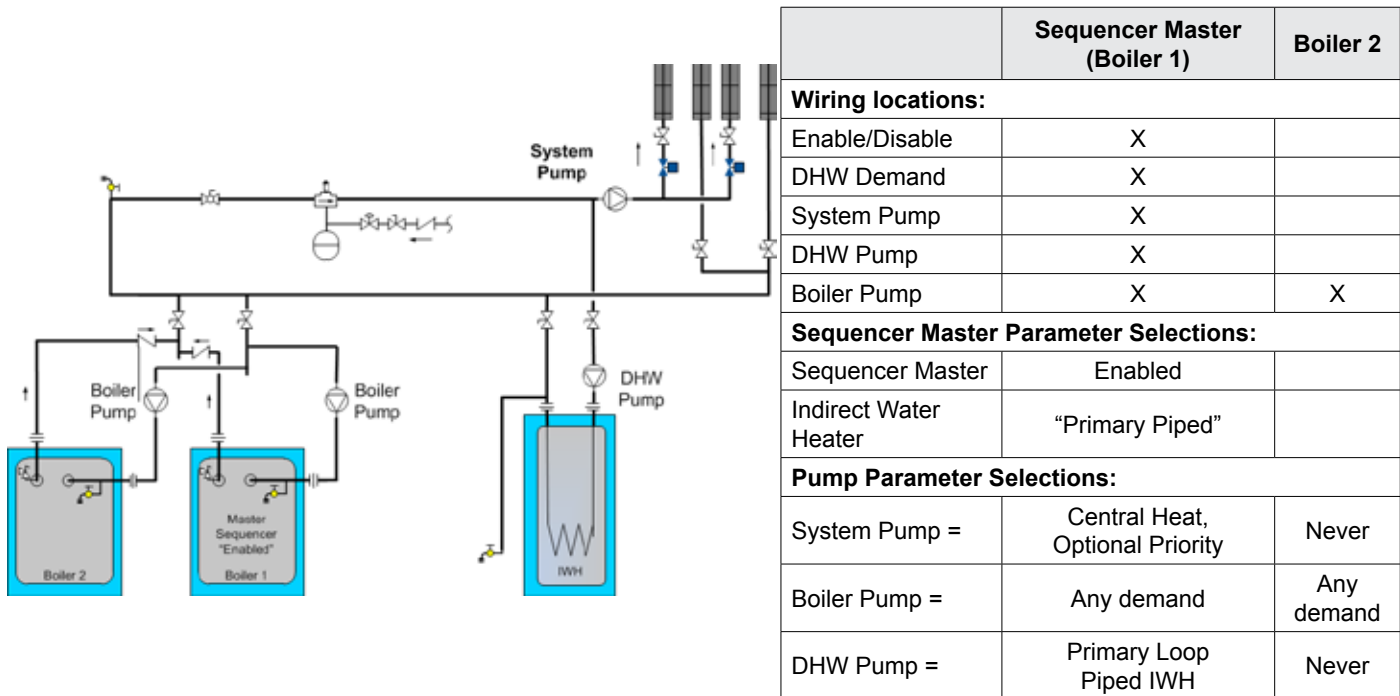 System
Pump
Boiler
Pump
Boiler
Pump
DHW
Pump
Master
Sequencer
"Enabled"
Boiler 2
Boiler 1
IWH
Sequencer Master
(Boiler 1)
Boiler 2
Wiring locations:
Enable/Disable X
DHW Demand X
System Pump X
DHW Pump X
Boiler Pump X X
Sequencer Master Parameter Selections:
Sequencer Master Enabled
Indirect Water
Heater
“Primary Piped”
Pump Parameter Selections:
System Pump =
Central Heat,
Optional Priority
Never
Boiler Pump =
Any demand
Any
demand
DHW Pump =
Primary Loop
Piped IWH
Never